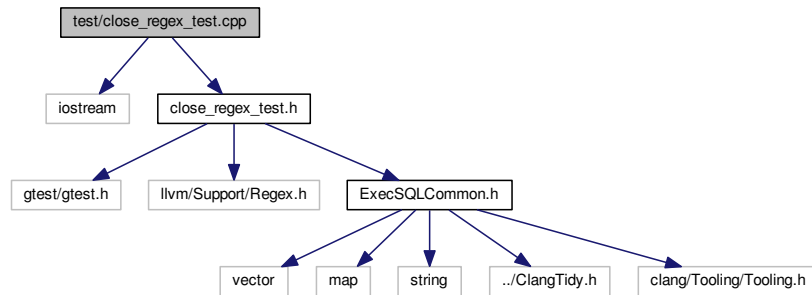 test/close_regex_test.cpp
iostream
close_regex_test.h
gtest/gtest.h
llvm/Support/Regex.h
ExecSQLCommon.h
vector
map
string
../ClangTidy.h
clang/Tooling/Tooling.h